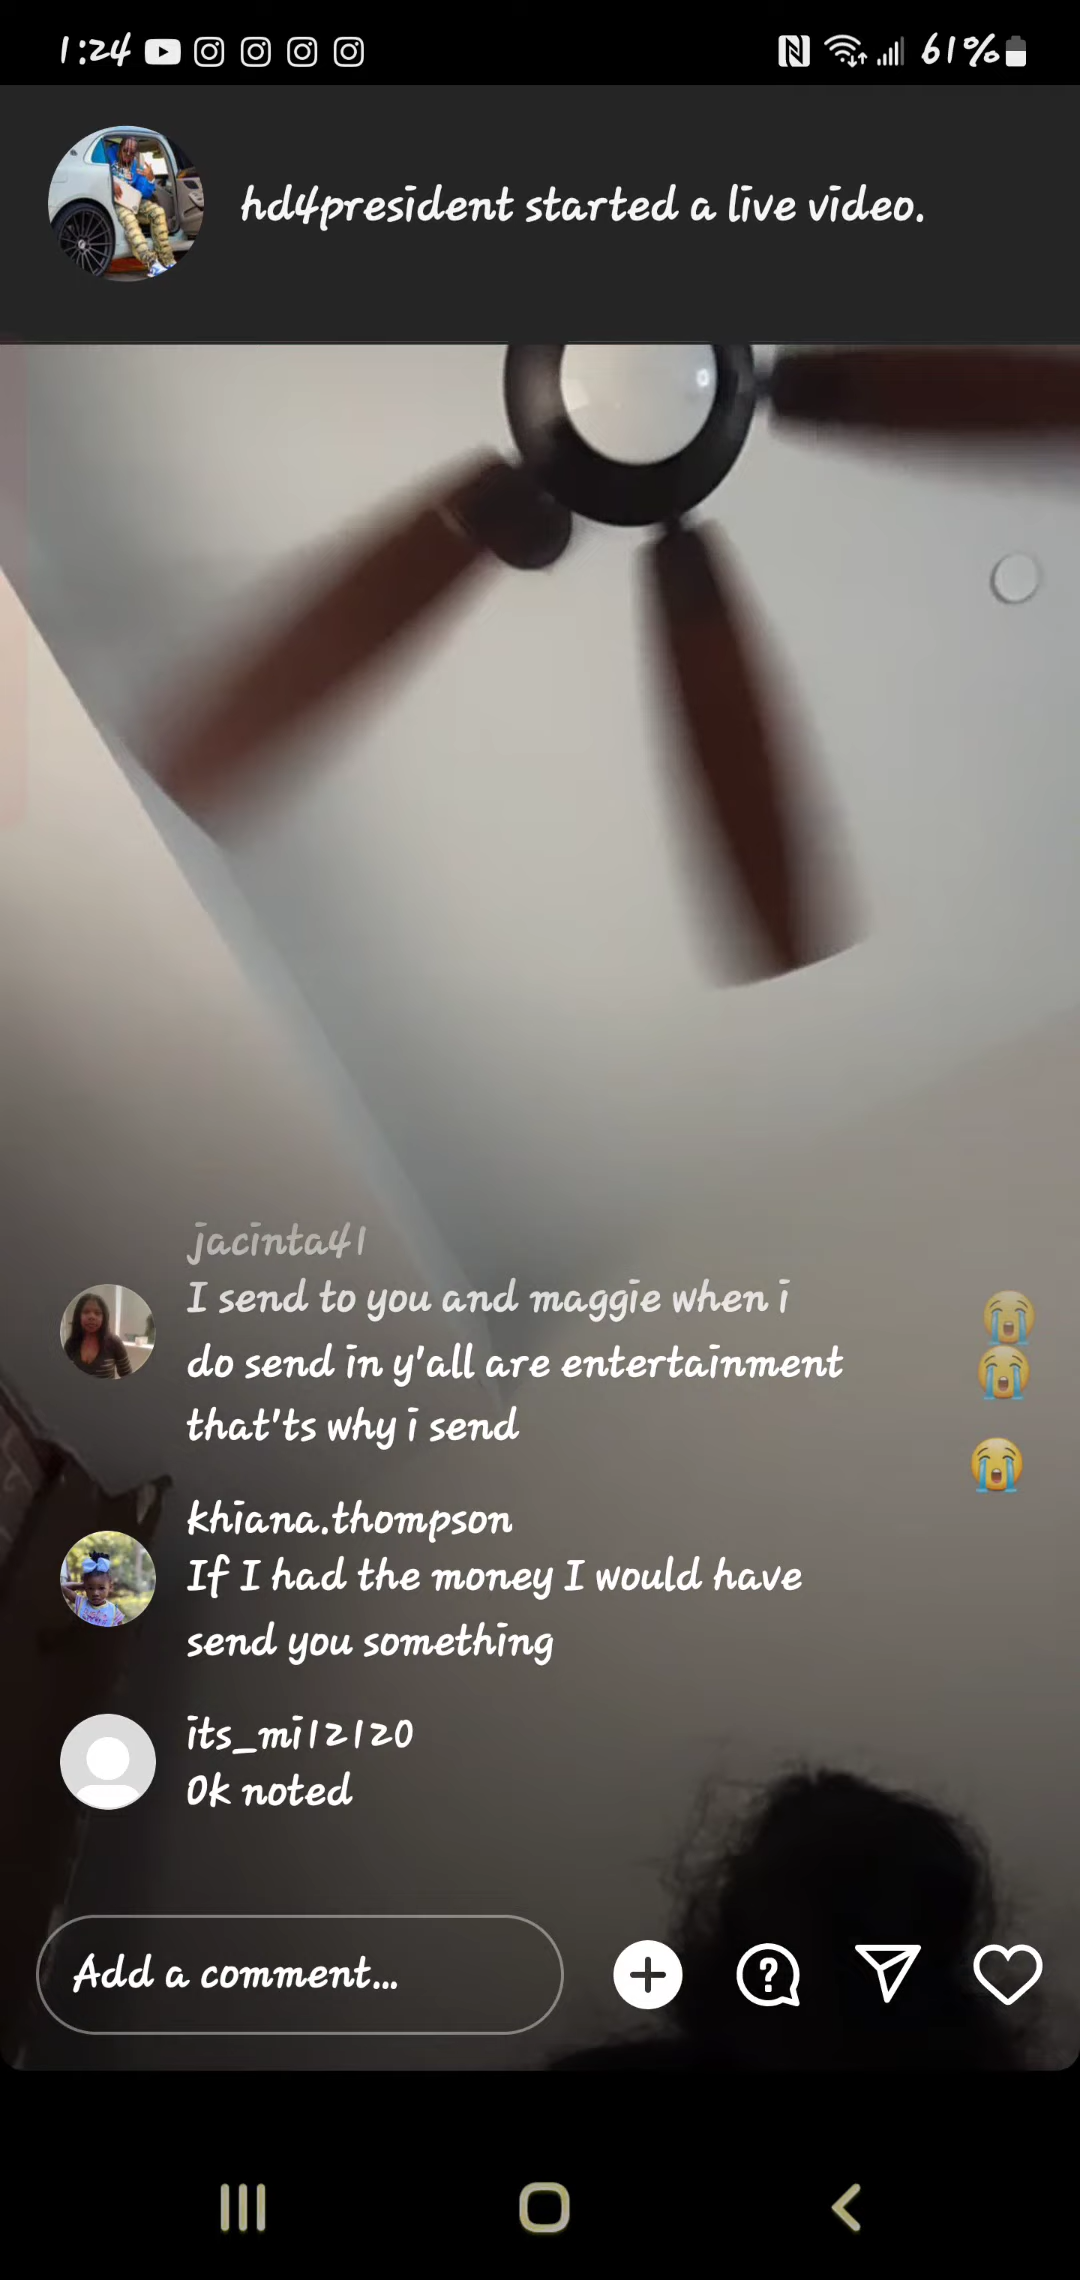 1:24
61%
hd4president started a live video.
jacinta41
I send to you and maggie when i
do send in y'all are entertainment
that'ts why i send
khiana.thompson
If I had the money I would have
send you something
its_mi12120
Ok noted
Add a comment...